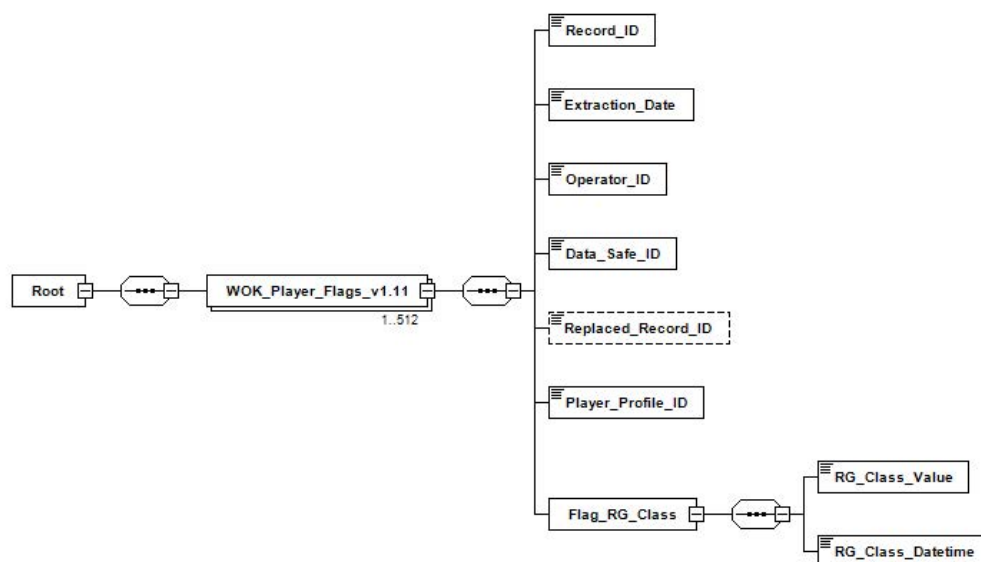 Record_ID
Extraction_Date
Operator_ID
Data_Safe_ID
Root
WOK_Player_Flags_v1.11
1..512
Replaced_Record_ID
Player_Profile_ID
RG_Class_Value
Flag_RG_Class
RG_Class_Datetime